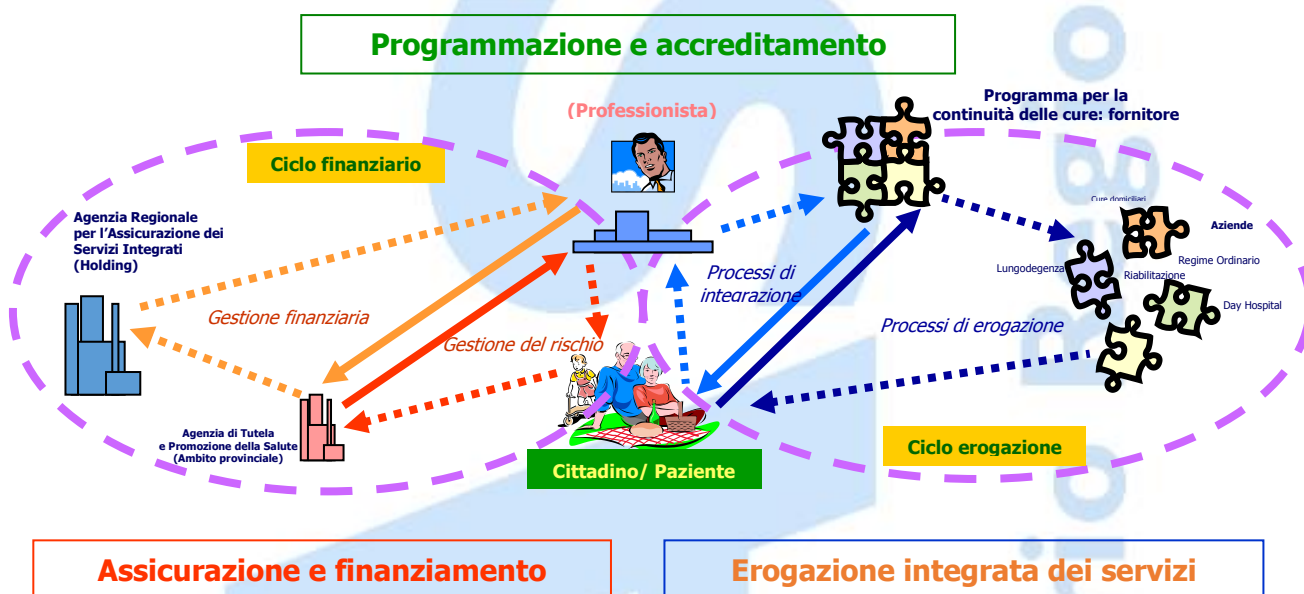 Programmazione e accreditamento
(Professionista)
Programma per la
continuità delle cure: fornitore
Ciclo finanziario
Agenzia Regionale
per l'Assicurazione dei
Servizi Integrati
(Holding)
Cure domiciliari
Aziende
Regime Ordinario
Lungodegenza
Riabilitazione
Day Hospital
Processi di
integrazione
Gestione finanziaria
Gestione del rischio
Processi di erogazione
Agenzia di Tutela
e Promozione della Salute
(Ambito provinciale)
Cittadino/ Paziente
Ciclo erogazione
Assicurazione e finanziamento
Erogazione integrata dei servizi